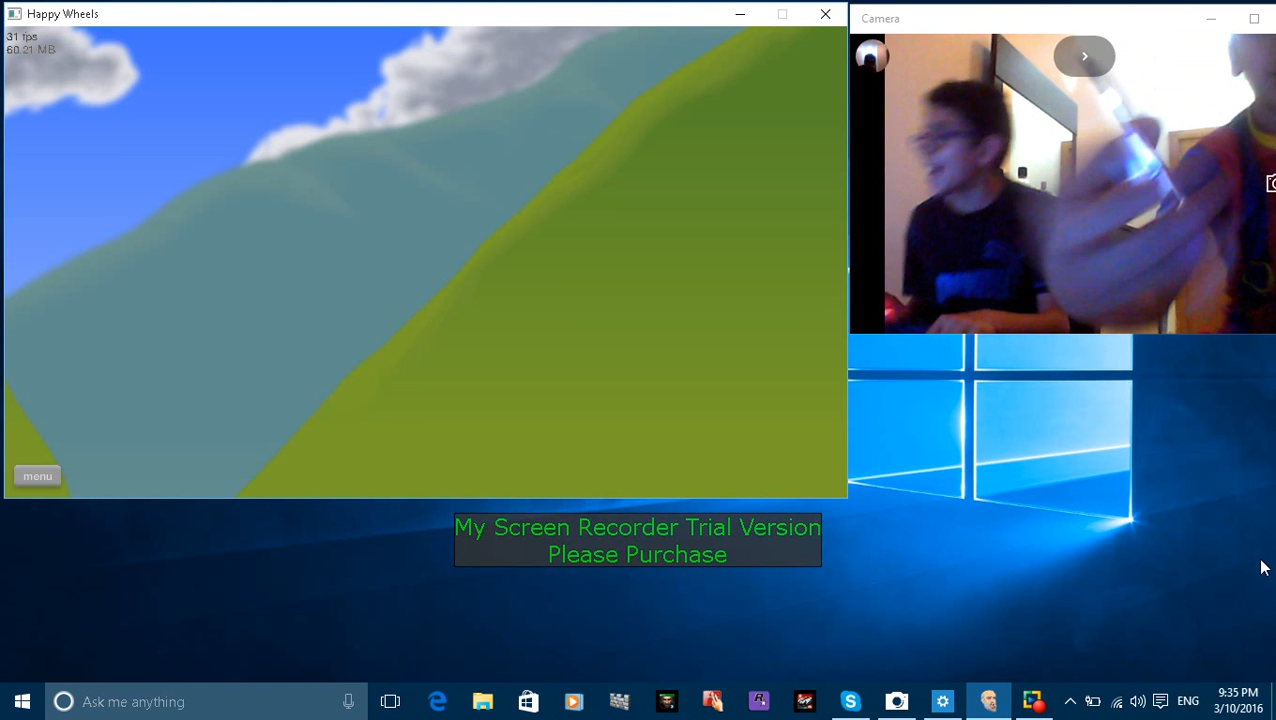 Happy Wheels
Camera
31 fps
60.21 MB
menu
My Screen Recorder Trial Version
Please Purchase
Ask me anything
ENG
9:35 PM
3/10/2016